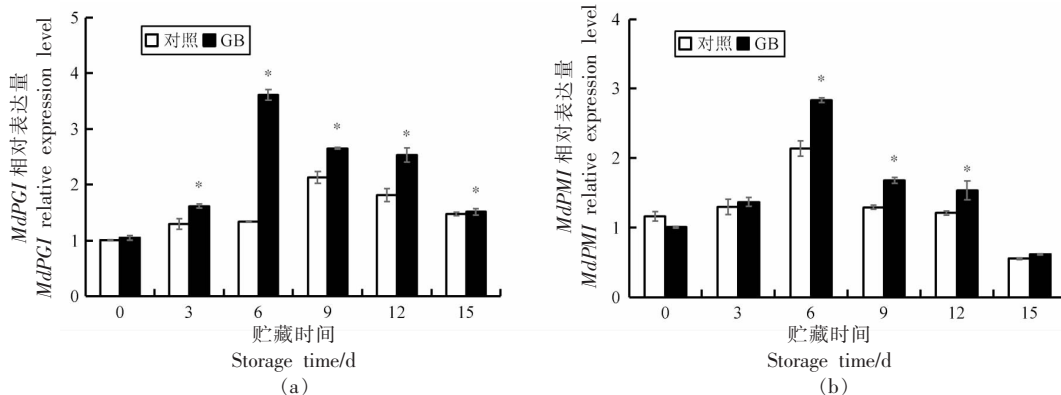 MdPGI 相对表达量
MdPGI relative expression level
5
4
3
2
1
0
对照 GB
*
*
*
*
*
0 3 6 9 12 15
贮藏时间
Storage time/d
(a)
MdPMI 相对表达量
MdPMI relative expression level
4
3
2
1
0
对照 GB
*
*
*
0 3 6 9 12 15
贮藏时间
Storage time/d
(b)